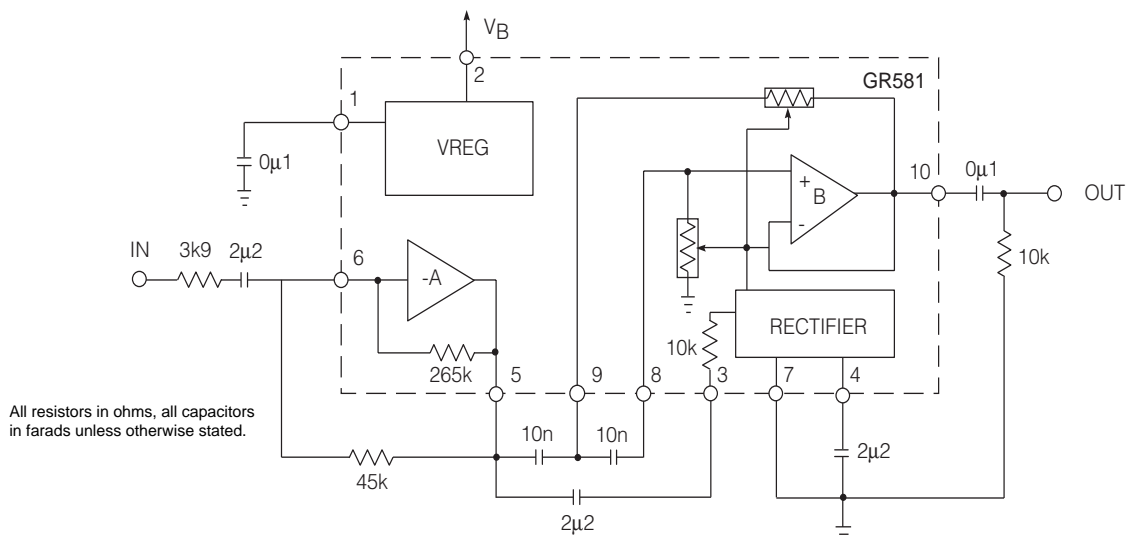 V_B
2
GR581
1
VREG
0µ1
+
B
-
10
0µ1
OUT
IN
3k9
2µ2
6
-A
10k
RECTIFIER
10k
265k
5
9
8
3
7
4
All resistors in ohms, all capacitors
in farads unless otherwise stated.
10n
10n
45k
2µ2
2µ2